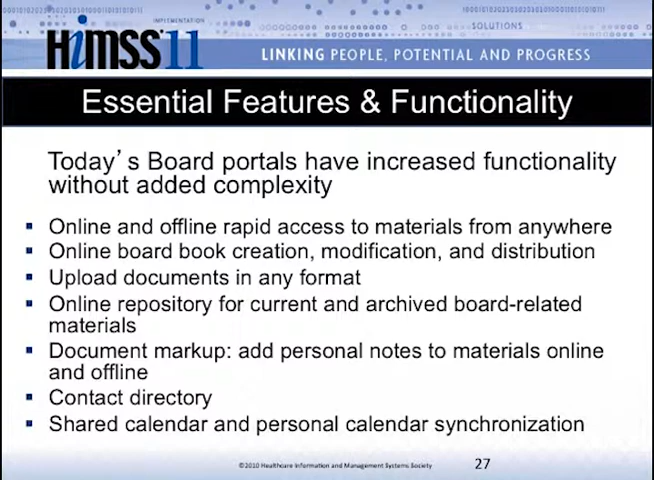 IMPLEMENTATION
SOLUTIONS
HiMSS'11
LINKING PEOPLE, POTENTIAL AND PROGRESS
Essential Features & Functionality
Today's Board portals have increased functionality
without added complexity
▪ Online and offline rapid access to materials from anywhere
▪ Online board book creation, modification, and distribution
▪ Upload documents in any format
▪ Online repository for current and archived board-related
materials
▪ Document markup: add personal notes to materials online
and offline
▪ Contact directory
▪ Shared calendar and personal calendar synchronization
©2010 Healthcare Information and Management Systems Society
27